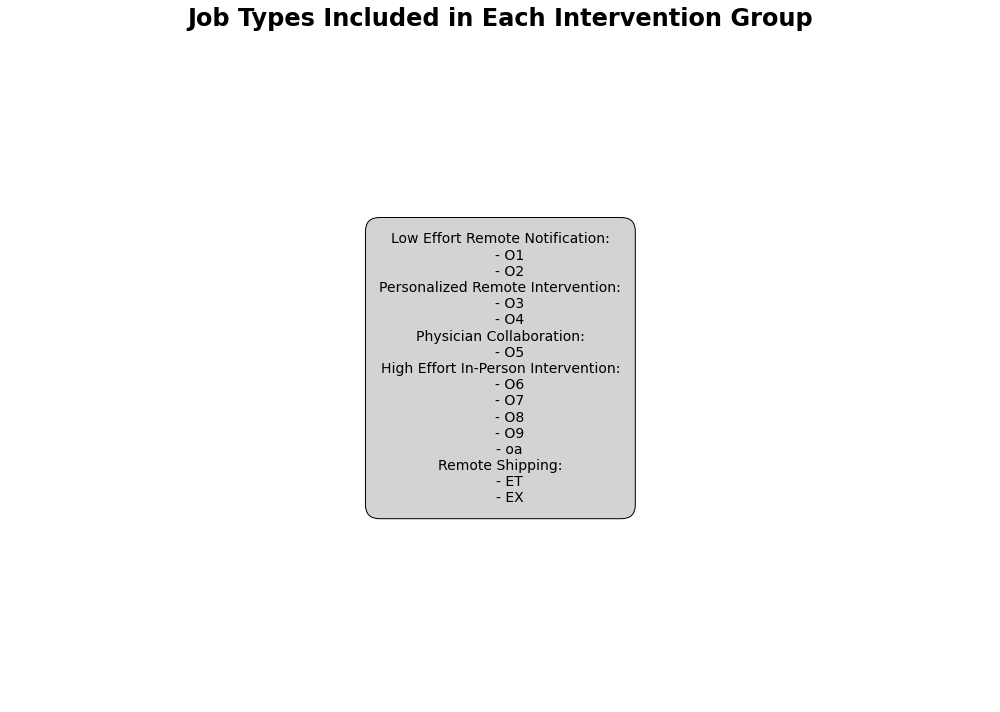 Job Types Included in Each Intervention Group
Low Effort Remote Notification:
- O1
- O2
Personalized Remote Intervention:
- O3
- O4
Physician Collaboration:
- O5
High Effort In-Person Intervention:
- O6
- O7
- O8
- O9
- oa
Remote Shipping:
- ET
- EX